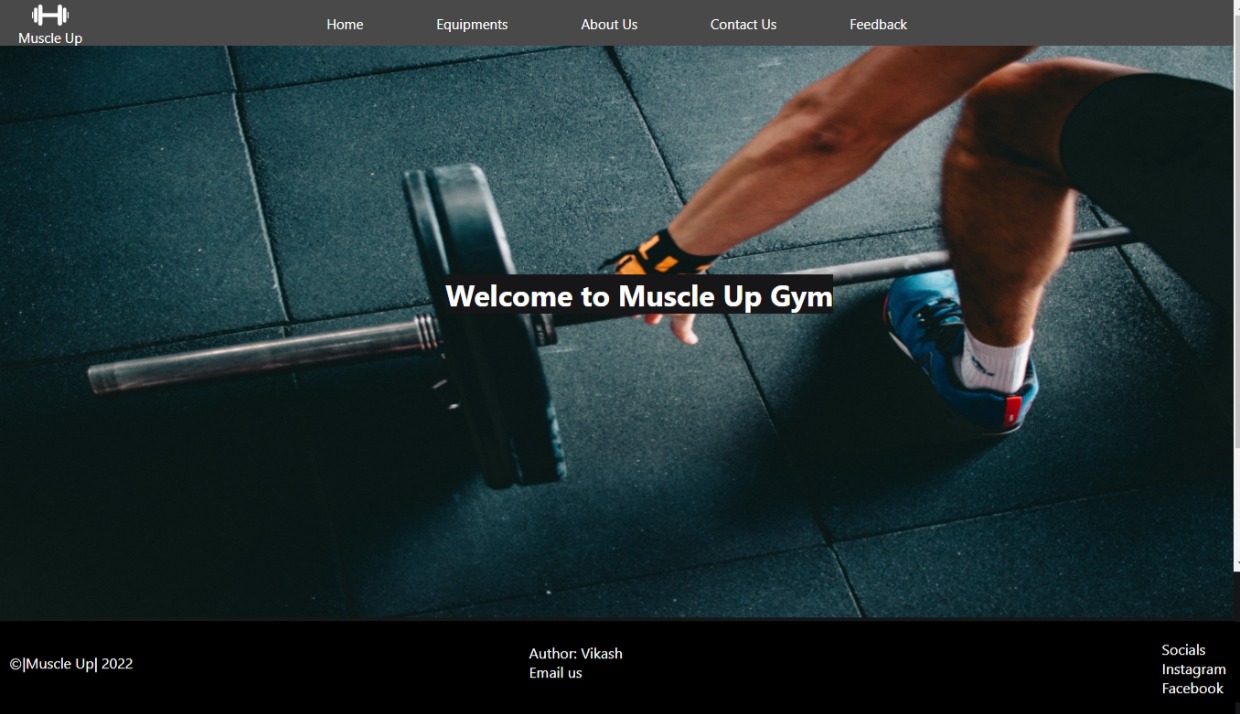 Muscle Up
Home
Equipments
About Us
Contact Us
Feedback
Welcome to Muscle Up Gym
©|Muscle Up| 2022
Author: Vikash
Email us
Socials
Instagram
Facebook